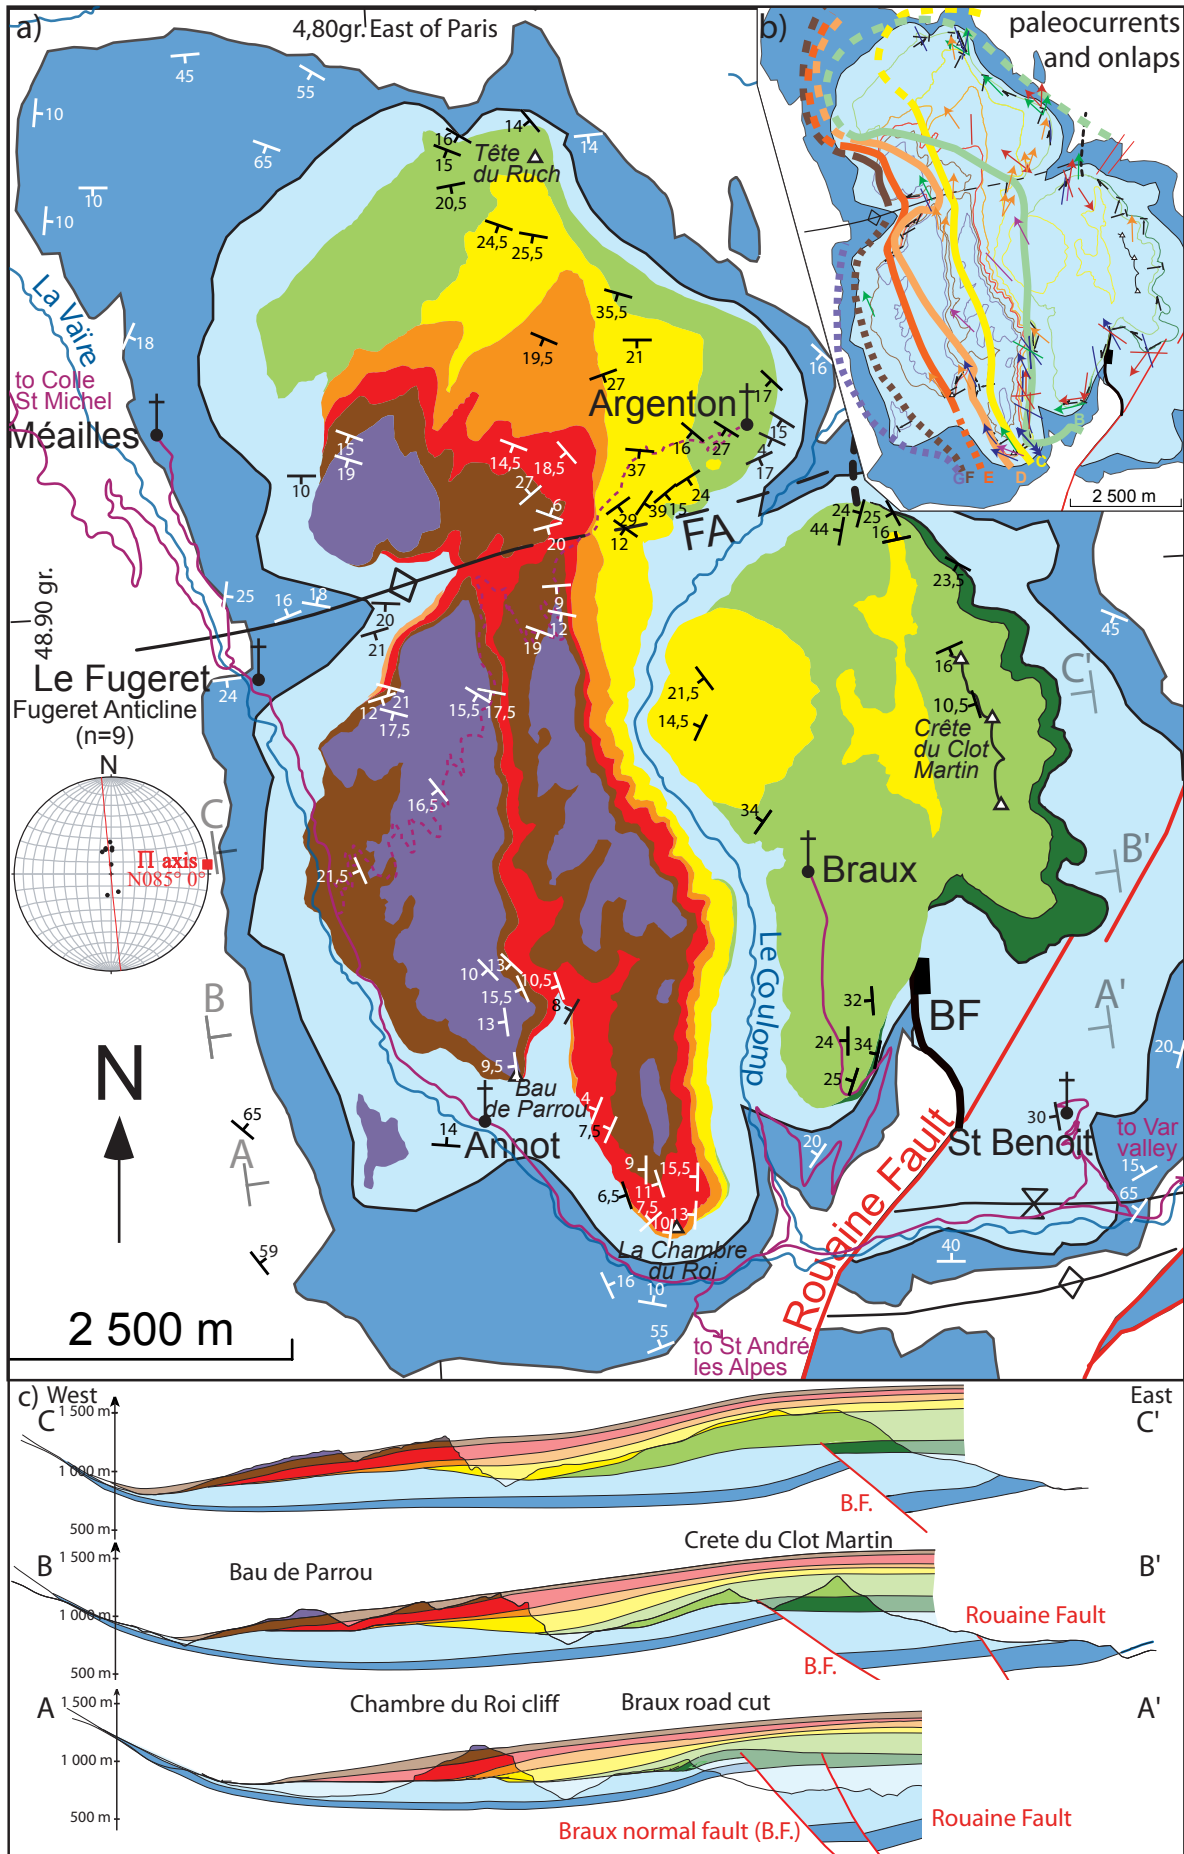 a)
4,80gr. East of Paris
b)
paleocurrents
and onlaps
45
55
10
65
14
10
10
16
15
14
Tête
du Ruch
20,5
24,5
25,5
La Vaïre
18
35,5
19,5
21
16
to Colle
St Michel
Méailles
27
Argenton
17
15
4
17
16
27
37
15
19
14,5
18,5
10
27
6
24
39
15
29
12
FA
20
B
C
D
E
F
G
2 500 m
48.90 gr.
25
16
18
20
21
9
12
19
24
25
44
16
23,5
45
Le Fugeret
24
Fugeret Anticline
(n=9)
N
Π axis
N085° 0°
12
21
17,5
15,5
17,5
16,5
21,5
21,5
14,5
16
10,5
Crête
du Clot
Martin
34
Braux
C
C'
B'
B
A'
A
10
13
15,5
10,5
8
13
9,5
Bau
de Parrou
Annot
14
Le Coulomp
32
24
34
25
BF
20
N
65
59
4
7,5
9
11
15,5
6,5
7,5
10
13
La Chambre
du Roi
16
10
55
20
30
St Benoit
to Var
valley
15
65
40
Rouaine Fault
to St André
les Alpes
2 500 m
c)
West
East
C
1 500 m
1 000 m
500 m
C'
B.F.
B
1 500 m
1 000 m
500 m
Bau de Parrou
Crete du Clot Martin
B'
Rouaine Fault
B.F.
A
1 500 m
1 000 m
500 m
Chambre du Roi cliff
Braux road cut
A'
Braux normal fault (B.F.)
Rouaine Fault